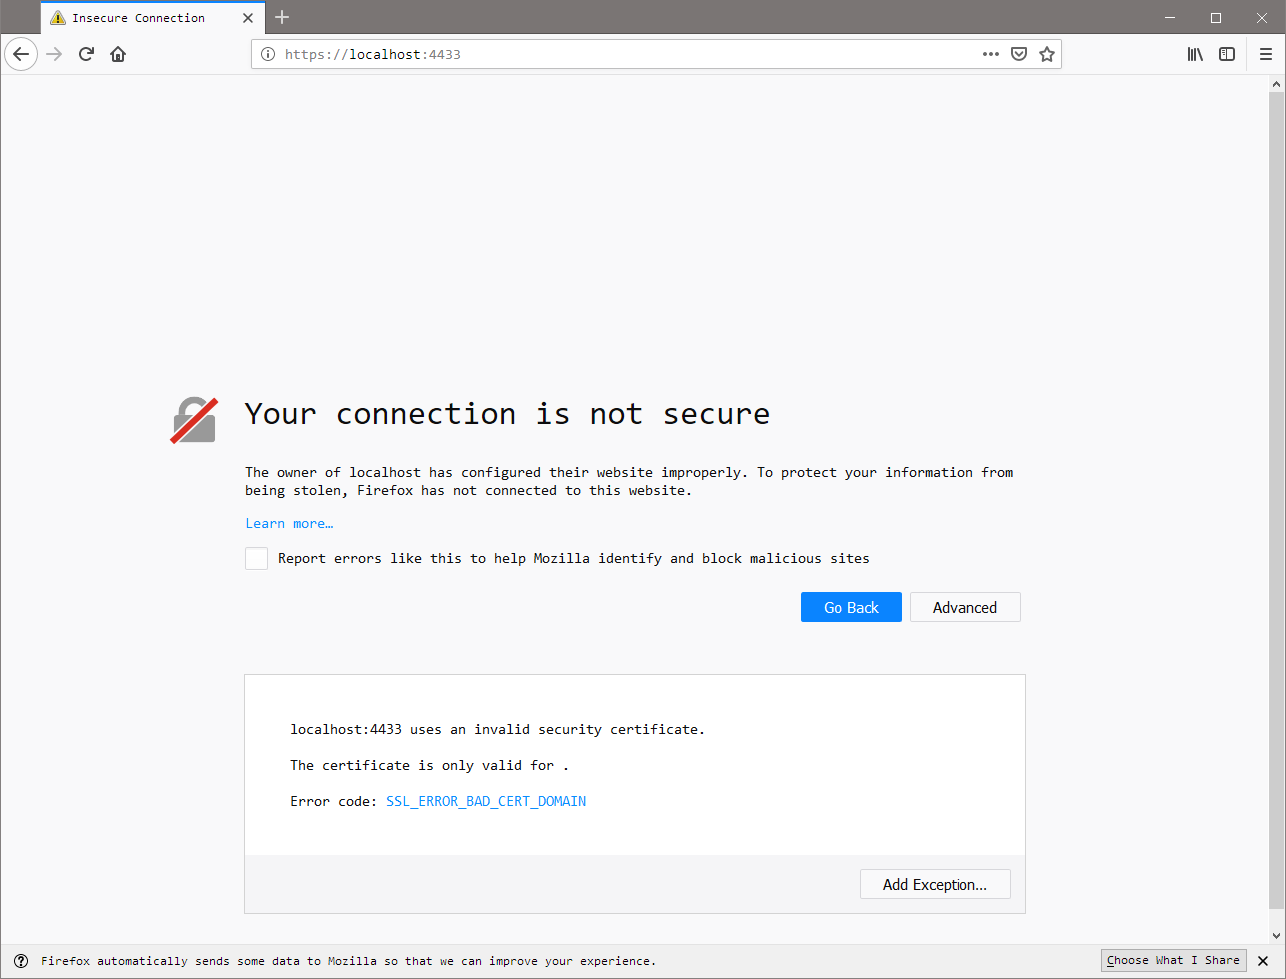 Insecure Connection
https://localhost:4433
Your connection is not secure
The owner of localhost has configured their website improperly. To protect your information from
being stolen, Firefox has not connected to this website.
Learn more…
Report errors like this to help Mozilla identify and block malicious sites
Go Back
Advanced
localhost:4433 uses an invalid security certificate.
The certificate is only valid for .
Error code: SSL_ERROR_BAD_CERT_DOMAIN
Add Exception...
Firefox automatically sends some data to Mozilla so that we can improve your experience.
Choose What I Share